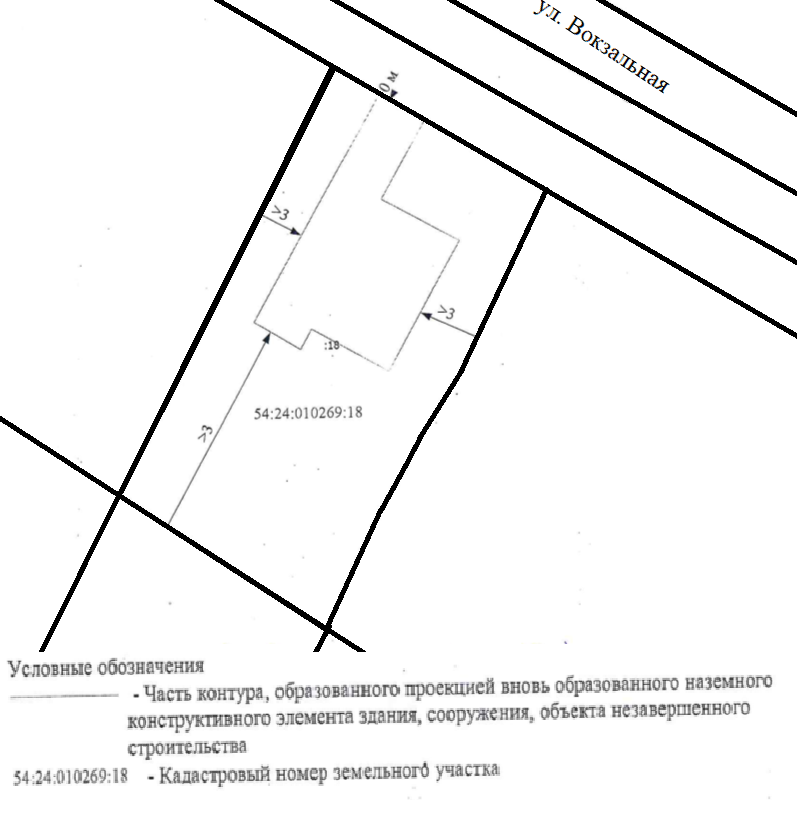 ул. Вокзальная
0 м
>3
>3
:18
54:24:010269:18
>3
Условные обозначения
- Часть контура, образованного проекцией вновь образованного наземного
конструктивного элемента здания, сооружения, объекта незавершенного
строительства
54:24:010269:18 - Кадастровый номер земельного участка